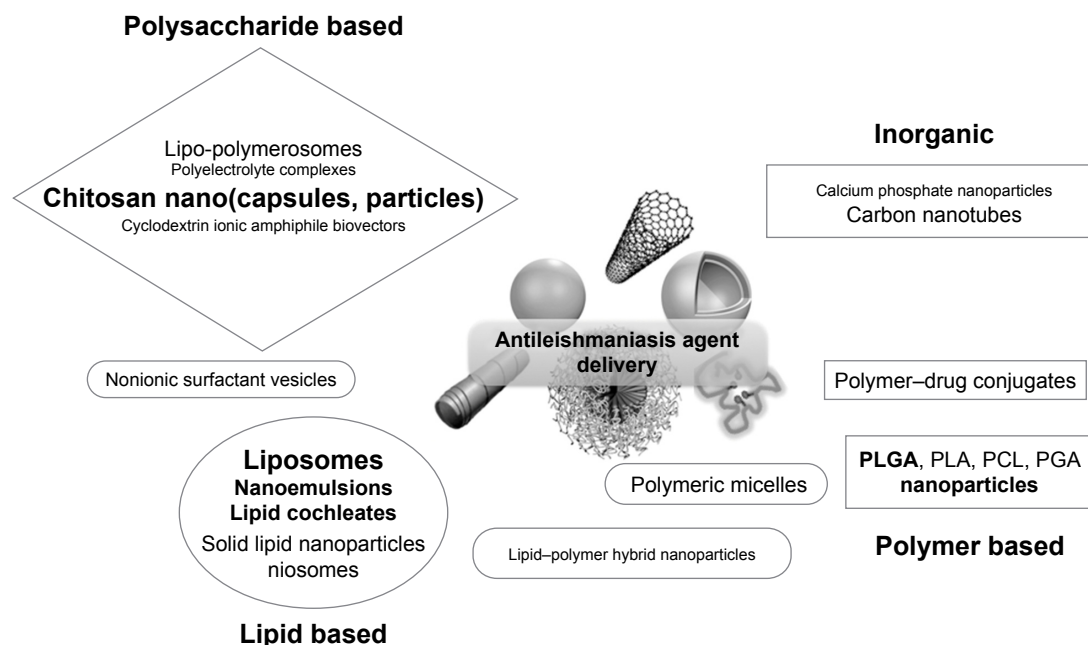 Polysaccharide based
Lipo-polymerosomes
Polyelectrolyte complexes
Chitosan nano(capsules, particles)
Cyclodextrin ionic amphiphile biovectors
Inorganic
Calcium phosphate nanoparticles
Carbon nanotubes
Antileishmaniasis agent
delivery
Nonionic surfactant vesicles
Polymer–drug conjugates
Liposomes
Nanoemulsions
Lipid cochleates
Solid lipid nanoparticles
niosomes
Lipid based
Polymeric micelles
Lipid–polymer hybrid nanoparticles
PLGA, PLA, PCL, PGA
nanoparticles
Polymer based